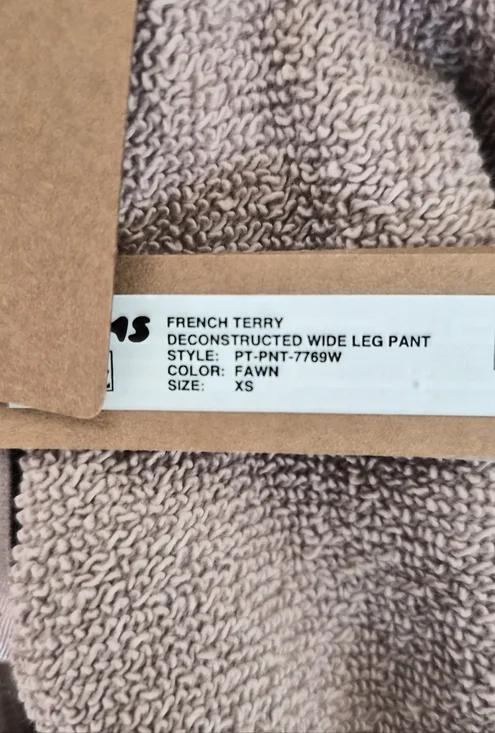 FRENCH TERRY
DECONSTRUCTED WIDE LEG PANT
STYLE: PT-PNT-7769W
COLOR: FAWN
SIZE: XS